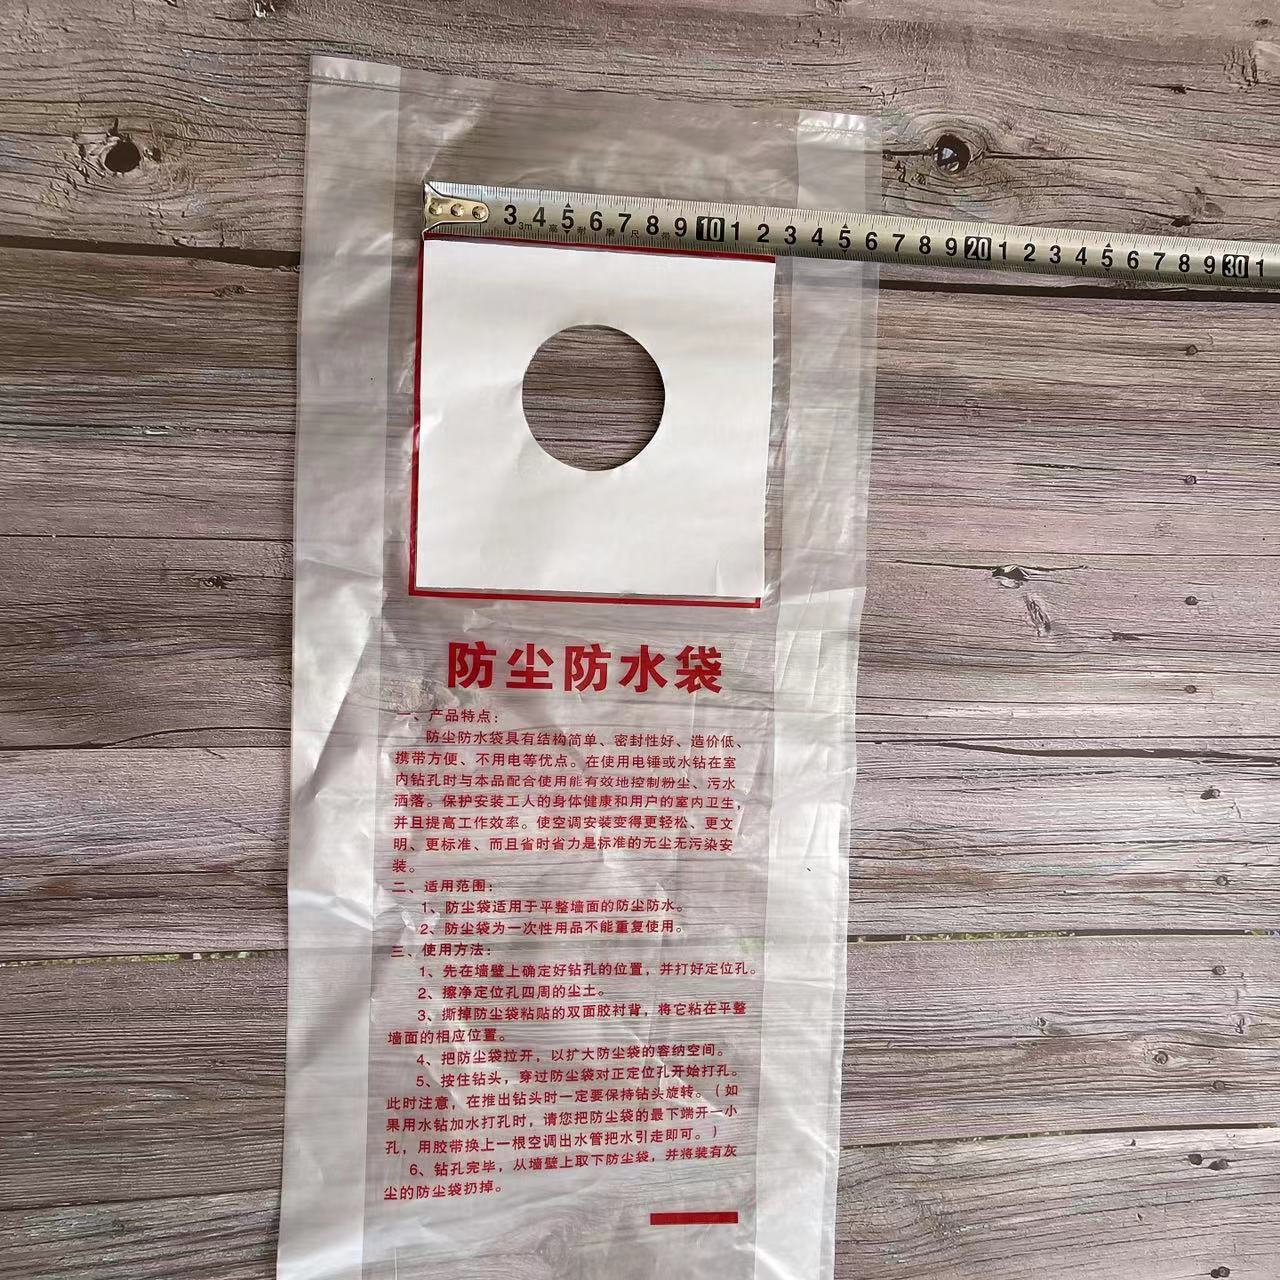 3 4 5 6 7 8 9 10 1 2 3 4 5 6 7 8 9 20 1 2 3 4 5 6 7 8 9 30 1
3m 高 耐 磨 尺 带
防尘防水袋
一、产品特点：
防尘防水袋具有结构简单、密封性好、造价低、
携带方便、不用电等优点。在使用电锤或水钻在室
内钻孔时与本品配合使用能有效地控制粉尘、污水
洒落。保护安装工人的身体健康和用户的室内卫生，
并且提高工作效率。使空调安装变得更轻松、更文
明、更标准、而且省时省力是标准的无尘无污染安
装。
二、适用范围：
1、防尘袋适用于平整墙面的防尘防水。
2、防尘袋为一次性用品不能重复使用。
三、使用方法：
1、先在墙壁上确定好钻孔的位置，并打好定位孔。
2、擦净定位孔四周的尘土。
3、撕掉防尘袋粘贴的双面胶衬背，将它粘在平整
墙面的相应位置。
4、把防尘袋拉开，以扩大防尘袋的容纳空间。
5、按住钻头，穿过防尘袋对正定位孔开始打孔。
此时注意，在推出钻头时一定要保持钻头旋转。（如
果用水钻加水打孔时，请您把防尘袋的最下端开一小
孔，用胶带换上一根空调出水管把水引走即可。）
6、钻孔完毕，从墙壁上取下防尘袋，并将装有灰
尘的防尘袋扔掉。